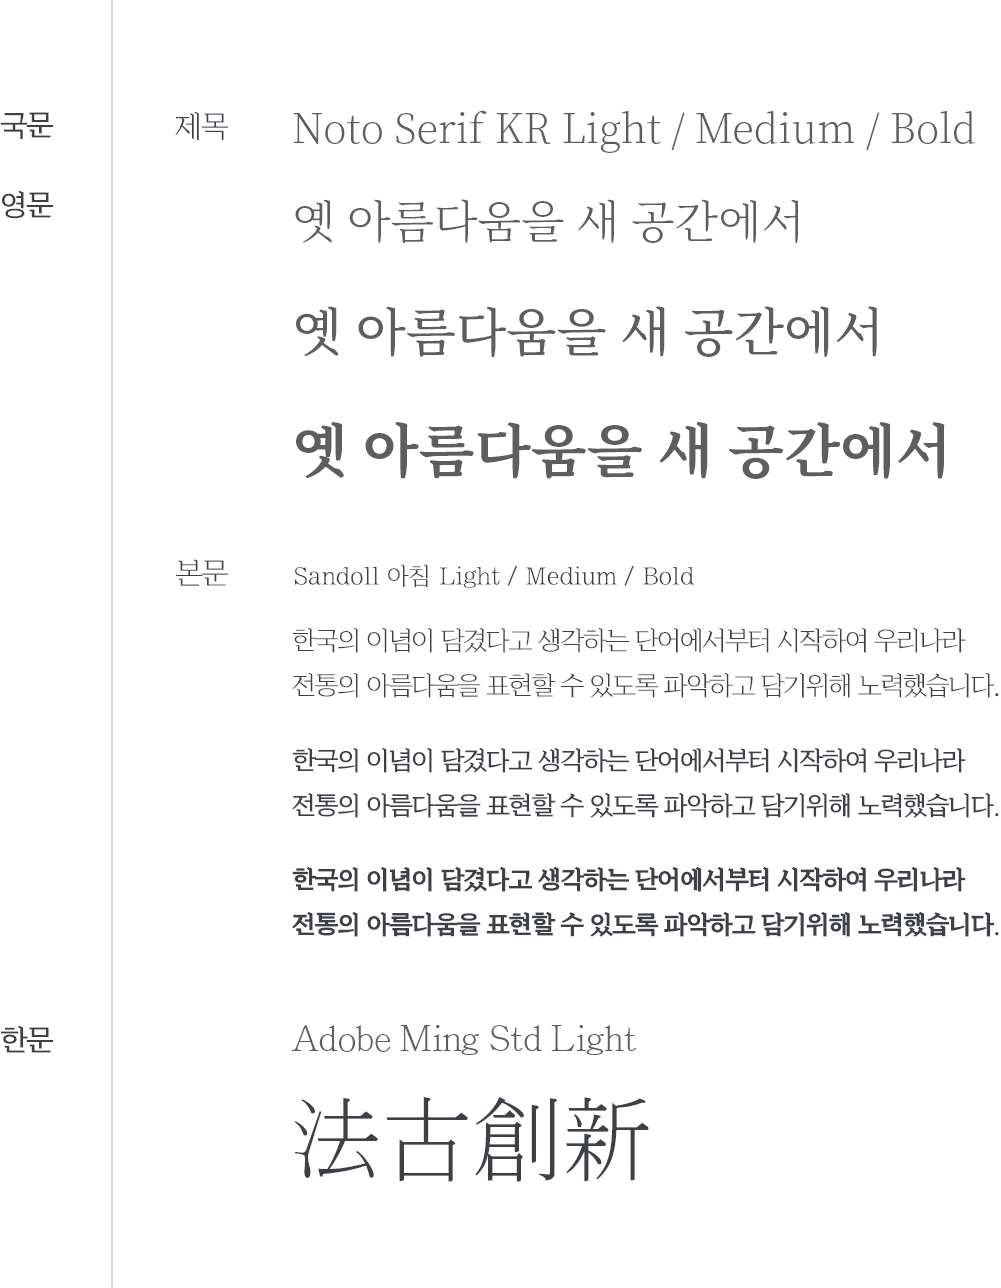 국문
제목
Noto Serif KR Light / Medium / Bold
영문
옛 아름다움을 새 공간에서
옛 아름다움을 새 공간에서
옛 아름다움을 새 공간에서
본문
Sandoll 아침 Light / Medium / Bold
한국의 이념이 담겼다고 생각하는 단어에서부터 시작하여 우리나라
전통의 아름다움을 표현할 수 있도록 파악하고 담기위해 노력했습니다.
한국의 이념이 담겼다고 생각하는 단어에서부터 시작하여 우리나라
전통의 아름다움을 표현할 수 있도록 파악하고 담기위해 노력했습니다.
한국의 이념이 담겼다고 생각하는 단어에서부터 시작하여 우리나라
전통의 아름다움을 표현할 수 있도록 파악하고 담기위해 노력했습니다.
한문
Adobe Ming Std Light
法古創新